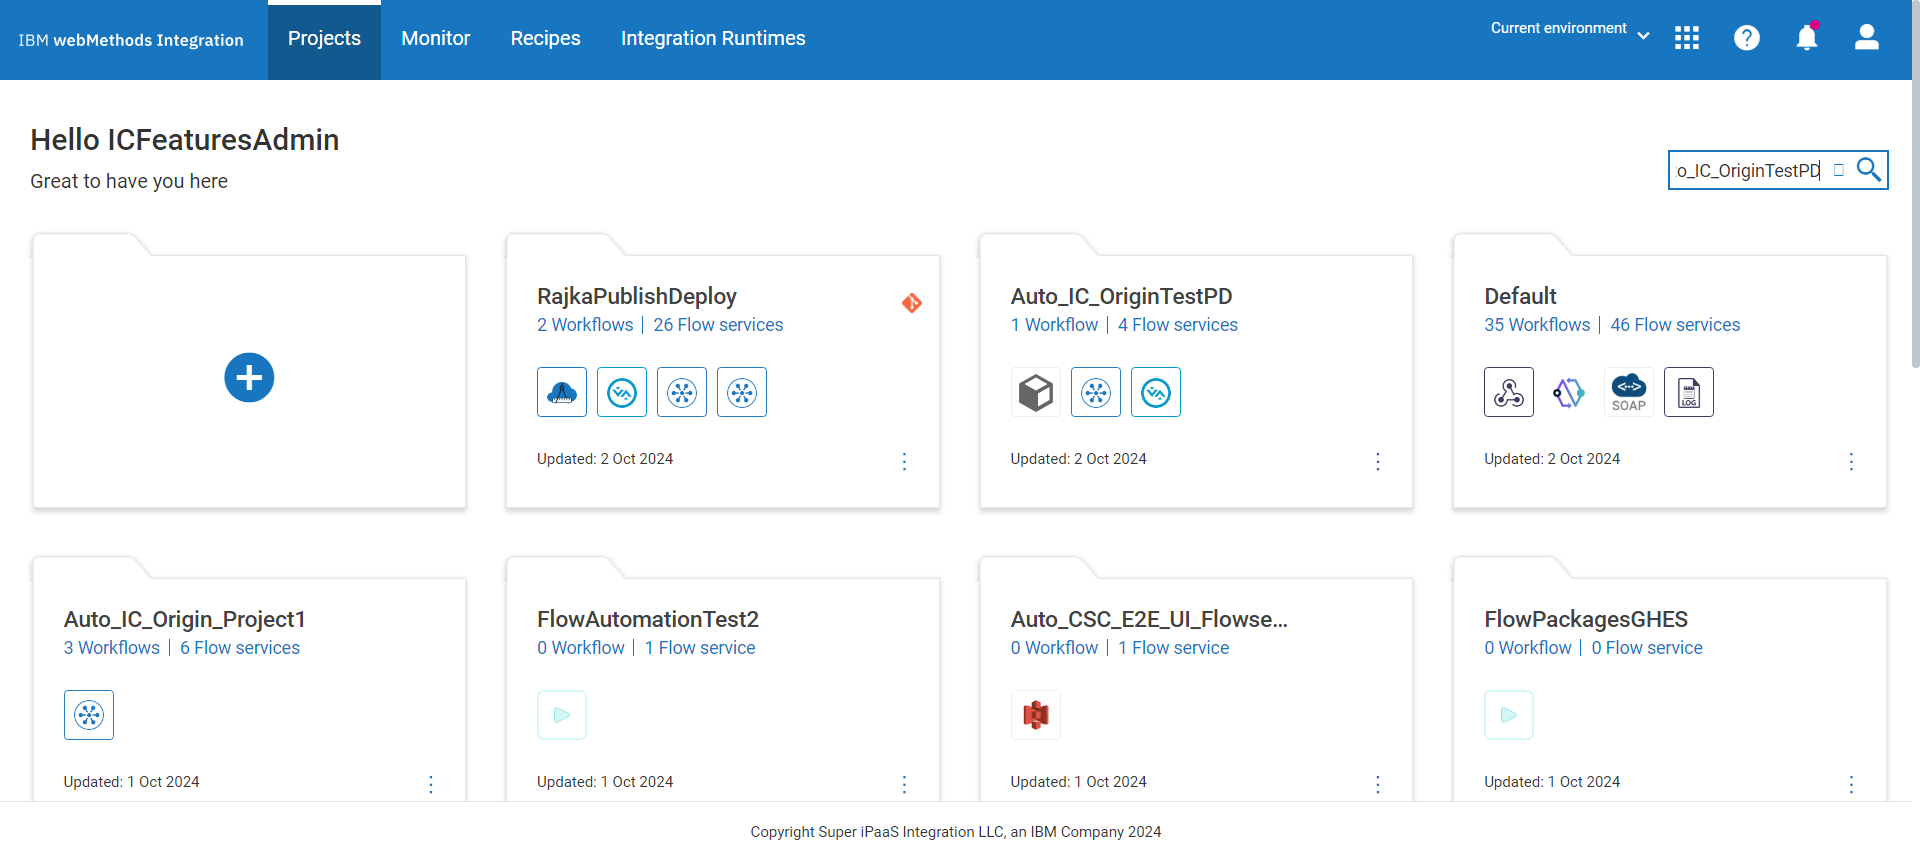 IBM webMethods Integration
Projects
Monitor
Recipes
Integration Runtimes
Current environment
Hello ICFeaturesAdmin
Great to have you here
o_IC_OriginTestPD
RajkaPublishDeploy
2 Workflows | 26 Flow services
Updated: 2 Oct 2024
Auto_IC_OriginTestPD
1 Workflow | 4 Flow services
Updated: 2 Oct 2024
Default
35 Workflows | 46 Flow services
SOAP
LOG
Updated: 2 Oct 2024
Auto_IC_Origin_Project1
3 Workflows | 6 Flow services
Updated: 1 Oct 2024
FlowAutomationTest2
0 Workflow | 1 Flow service
Updated: 1 Oct 2024
Auto_CSC_E2E_UI_Flowse...
0 Workflow | 1 Flow service
Updated: 1 Oct 2024
FlowPackagesGHES
0 Workflow | 0 Flow service
Updated: 1 Oct 2024
Copyright Super iPaaS Integration LLC, an IBM Company 2024